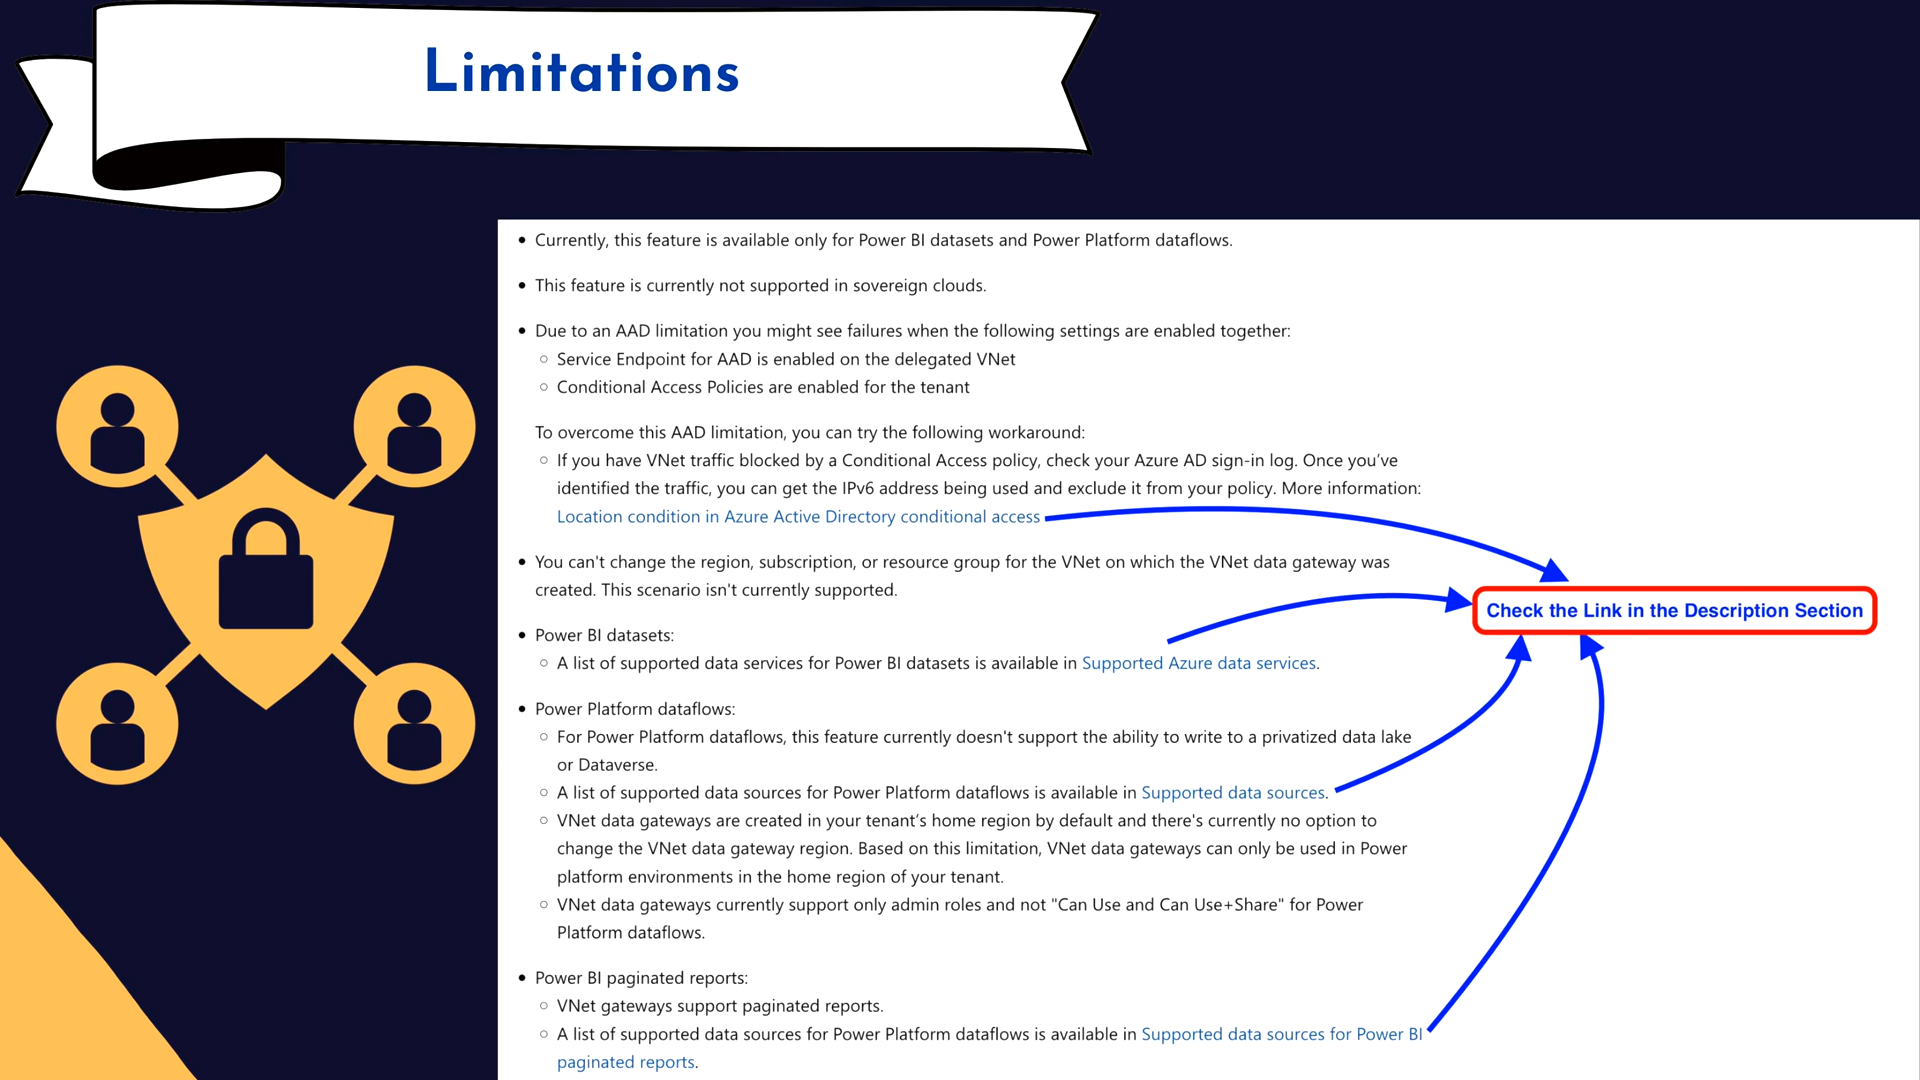 Limitations
• Currently, this feature is available only for Power BI datasets and Power Platform dataflows.
• This feature is currently not supported in sovereign clouds.
• Due to an AAD limitation you might see failures when the following settings are enabled together:
○ Service Endpoint for AAD is enabled on the delegated VNet
○ Conditional Access Policies are enabled for the tenant
To overcome this AAD limitation, you can try the following workaround:
○ If you have VNet traffic blocked by a Conditional Access policy, check your Azure AD sign-in log. Once you’ve
identified the traffic, you can get the IPv6 address being used and exclude it from your policy. More information:
Location condition in Azure Active Directory conditional access
• You can't change the region, subscription, or resource group for the VNet on which the VNet data gateway was
created. This scenario isn't currently supported.
Check the Link in the Description Section
• Power BI datasets:
○ A list of supported data services for Power BI datasets is available in Supported Azure data services.
• Power Platform dataflows:
○ For Power Platform dataflows, this feature currently doesn't support the ability to write to a privatized data lake
or Dataverse.
○ A list of supported data sources for Power Platform dataflows is available in Supported data sources.
○ VNet data gateways are created in your tenant’s home region by default and there's currently no option to
change the VNet data gateway region. Based on this limitation, VNet data gateways can only be used in Power
platform environments in the home region of your tenant.
○ VNet data gateways currently support only admin roles and not "Can Use and Can Use+Share" for Power
Platform dataflows.
• Power BI paginated reports:
○ VNet gateways support paginated reports.
○ A list of supported data sources for Power Platform dataflows is available in Supported data sources for Power BI
paginated reports.